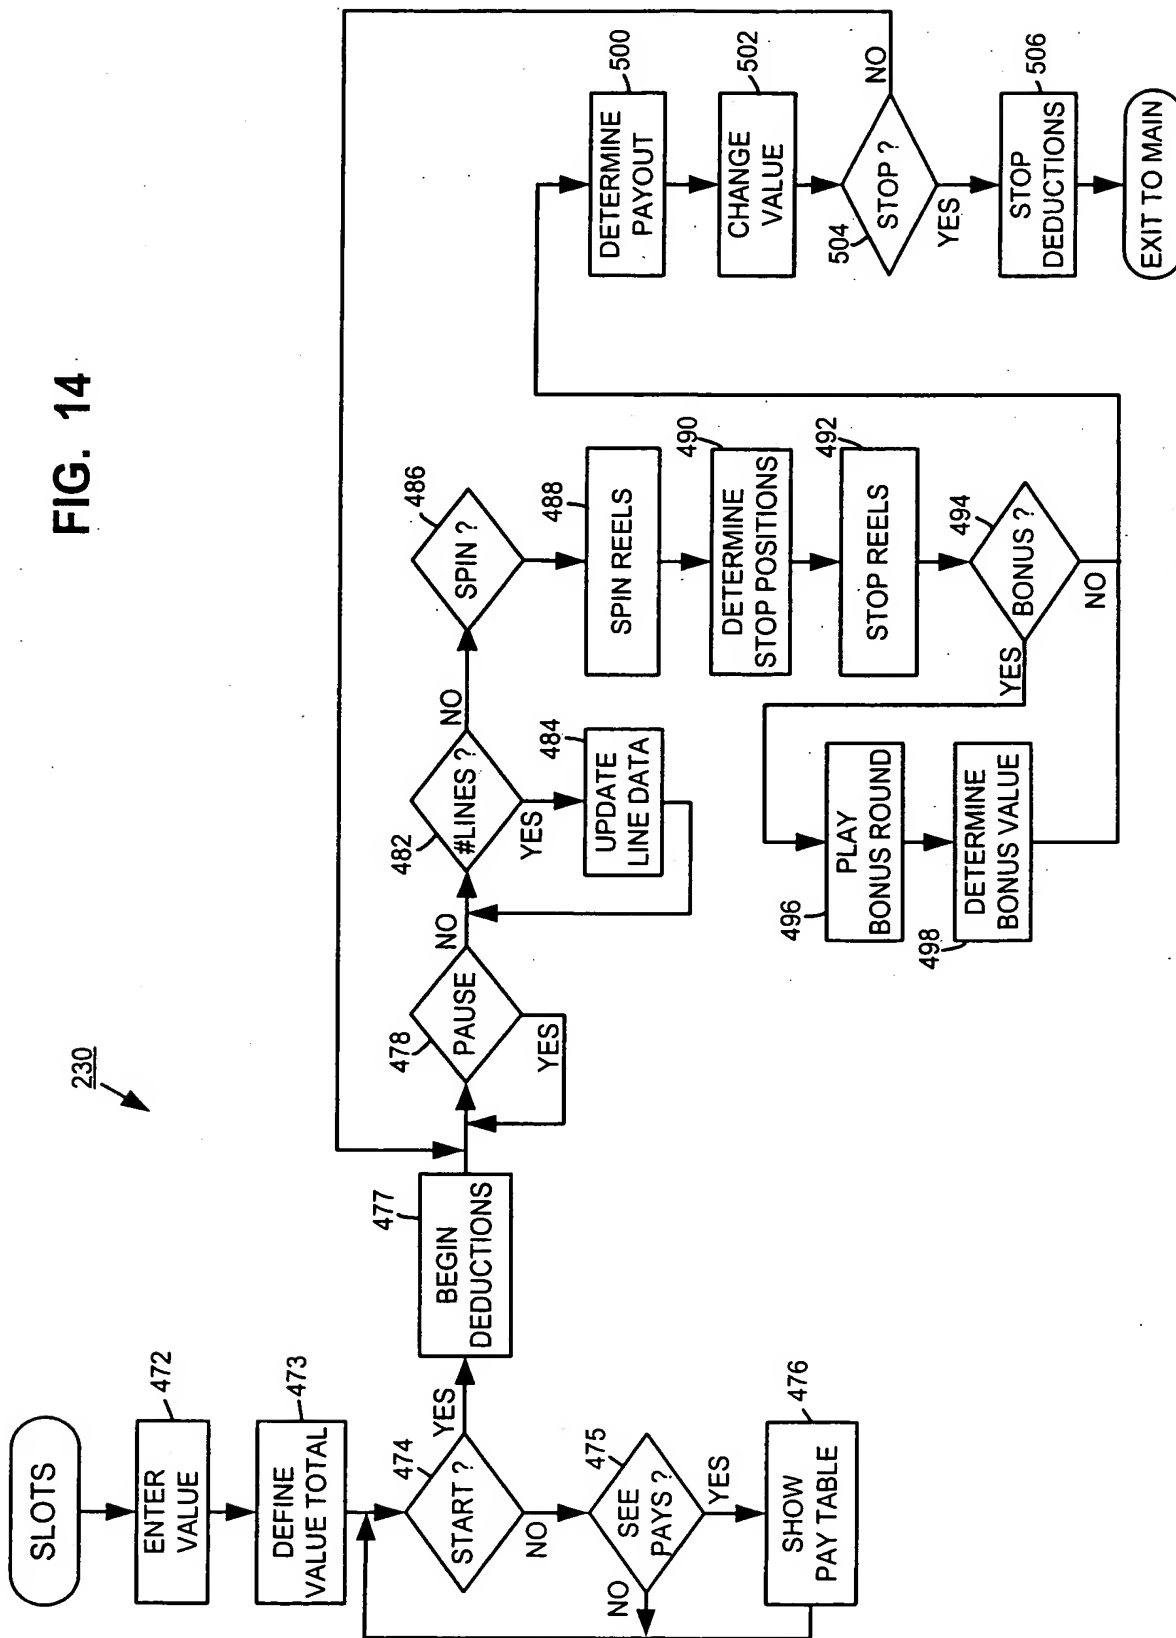 FIG. 14
230
SLOTS
472
ENTER
VALUE
473
DEFINE
VALUE TOTAL
474
START ?
YES
NO
475
SEE
PAYS ?
NO
YES
476
SHOW
PAY TABLE
477
BEGIN
DEDUCTIONS
478
PAUSE
YES
NO
482
#LINES ?
NO
YES
484
UPDATE
LINE DATA
486
SPIN ?
488
SPIN REELS
490
DETERMINE
STOP POSITIONS
492
STOP REELS
494
BONUS ?
YES
NO
496
PLAY
BONUS ROUND
498
DETERMINE
BONUS VALUE
500
DETERMINE
PAYOUT
502
CHANGE
VALUE
504
STOP ?
NO
YES
506
STOP
DEDUCTIONS
EXIT TO MAIN